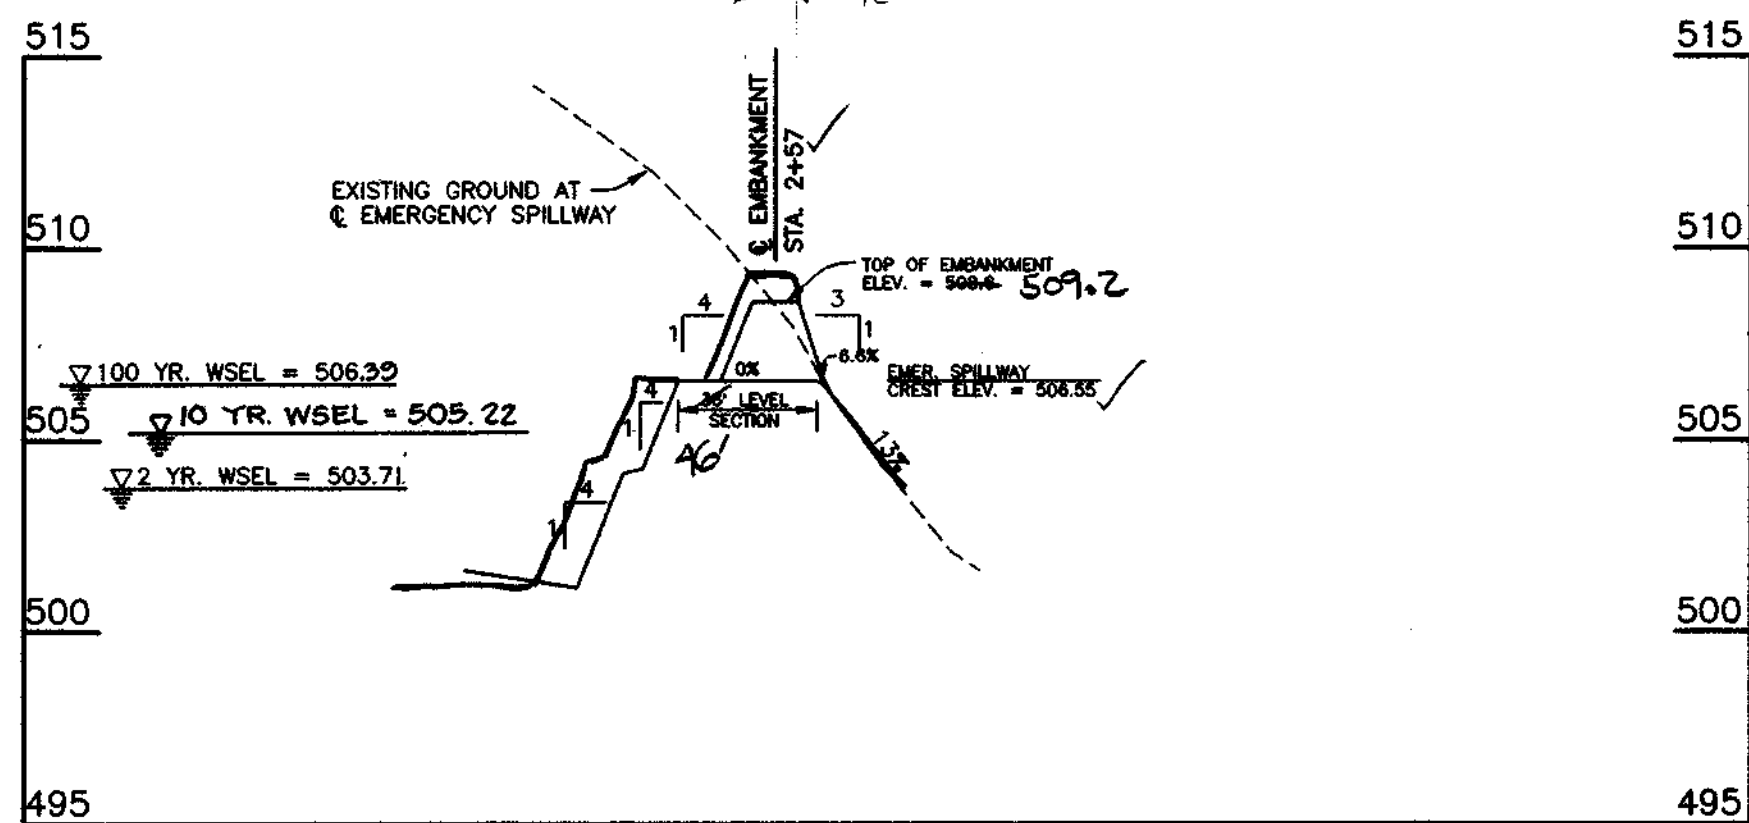 515
515
℄ EMBANKMENT
STA. 2+57
EXISTING GROUND AT
℄ EMERGENCY SPILLWAY
510
510
TOP OF EMBANKMENT
ELEV. = 508.6 509.2
4
1
3
1
6.6%
0%
100 YR. WSEL = 506.39
EMER. SPILLWAY
CREST ELEV. = 506.55
4
1
36' LEVEL
SECTION
46'
10 YR. WSEL = 505.22
505
505
13%
2 YR. WSEL = 503.71
4
1
500
500
495
495